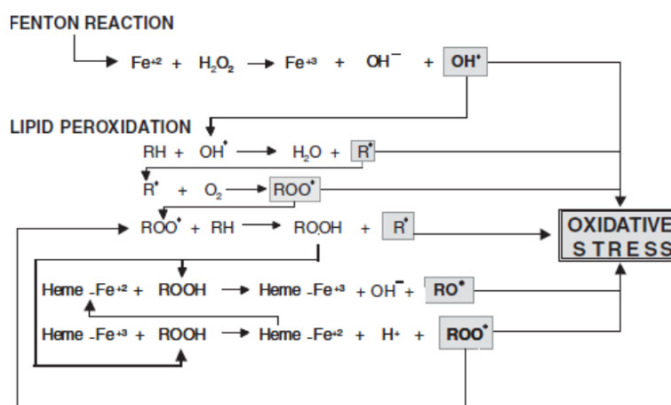 FENTON REACTION
Fe+2 + H2O2 → Fe+3 + OH− + OH•
LIPID PEROXIDATION
RH + OH• → H2O + R•
R• + O2 → ROO•
ROO• + RH → ROOH + R•
OXIDATIVE
STRESS
Heme -Fe+2 + ROOH → Heme -Fe+3 + OH− + RO•
Heme -Fe+3 + ROOH → Heme -Fe+2 + H+ + ROO•